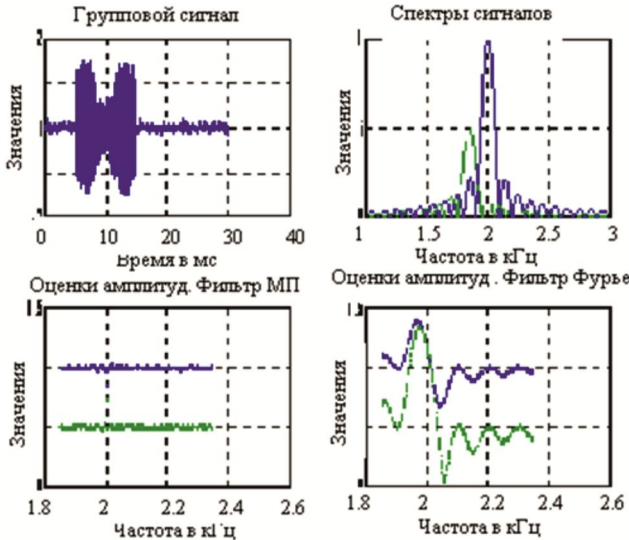 Групповой сигнал
Значения
0 10 20 30 40
Время в мс
Спектры сигналов
Значения
1 1.5 2 2.5 3
Частота в кГц
Оценки амплитуд. Фильтр МП
Значения
1.8 2 2.2 2.4 2.6
Частота в кГц
Оценки амплитуд . Фильтр Фурье
Значения
1.8 2 2.2 2.4 2.6
Частота в кГц